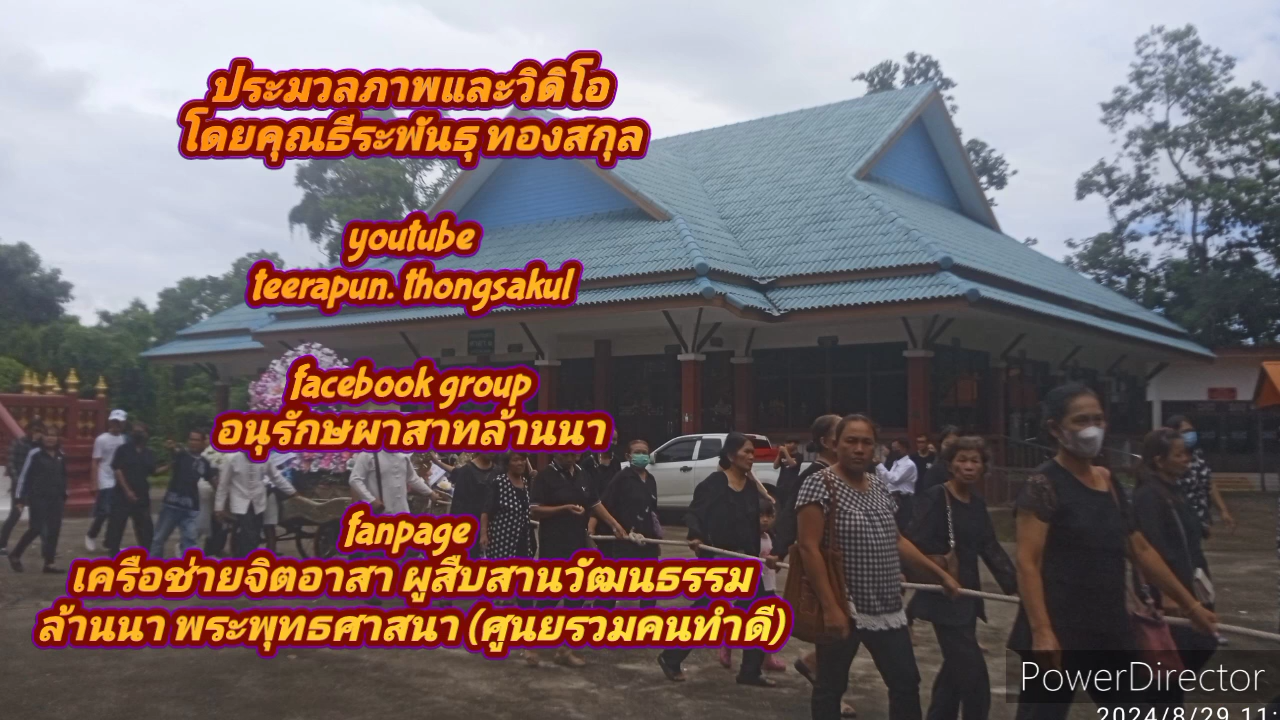 ประมวลภาพและวิดิโอ
โดยคุณธีระพันธุ์ ทองสกุล
youtube
teerapun. thongsakul
facebook group
อนุรักษผาสาทล้านนา
fanpage
เครือช่ายจิตอาสา ผู้สืบสานวัฒนธรรม
ล้านนา พระพุทธศาสนา (ศูนย์รวมคนทำดี)
PowerDirector
2024/8/29 11: